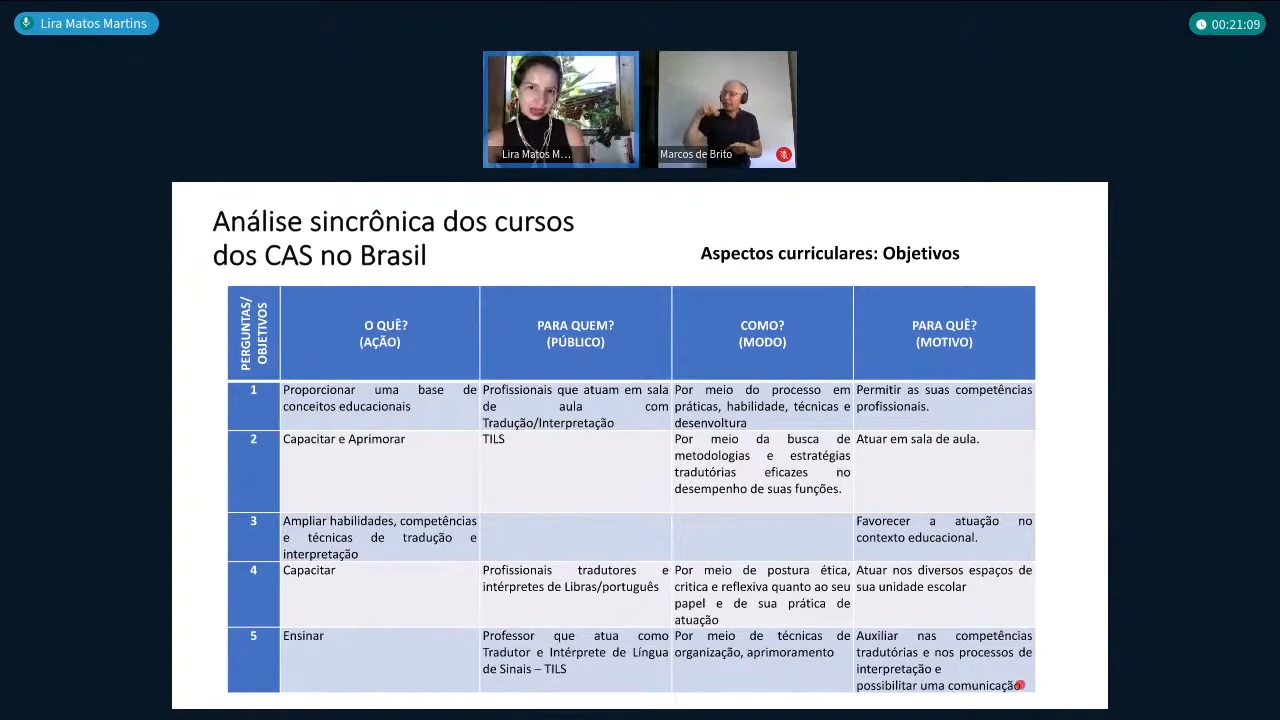 Lira Matos Martins
00:21:09
Lira Matos M...
Marcos de Brito
Análise sincrônica dos cursos
dos CAS no Brasil
Aspectos curriculares: Objetivos
PERGUNTAS/
OBJETIVOS
O QUÊ?
(AÇÃO)
PARA QUEM?
(PÚBLICO)
COMO?
(MODO)
PARA QUÊ?
(MOTIVO)
1
Proporcionar uma base de
conceitos educacionais
Profissionais que atuam em sala
de aula com
Tradução/Interpretação
Por meio do processo em
práticas, habilidade, técnicas e
desenvoltura
Permitir as suas competências
profissionais.
2
Capacitar e Aprimorar
TILS
Por meio da busca de
metodologias e estratégias
tradutórias eficazes no
desempenho de suas funções.
Atuar em sala de aula.
3
Ampliar habilidades, competências
e técnicas de tradução e
interpretação
Favorecer a atuação no
contexto educacional.
4
Capacitar
Profissionais tradutores e
intérpretes de Libras/português
Por meio de postura ética,
critica e reflexiva quanto ao seu
papel e de sua prática de
atuação
Atuar nos diversos espaços de
sua unidade escolar
5
Ensinar
Professor que atua como
Tradutor e Intérprete de Língua
de Sinais – TILS
Por meio de técnicas de
organização, aprimoramento
Auxiliar nas competências
tradutórias e nos processos de
interpretação e
possibilitar uma comunicação